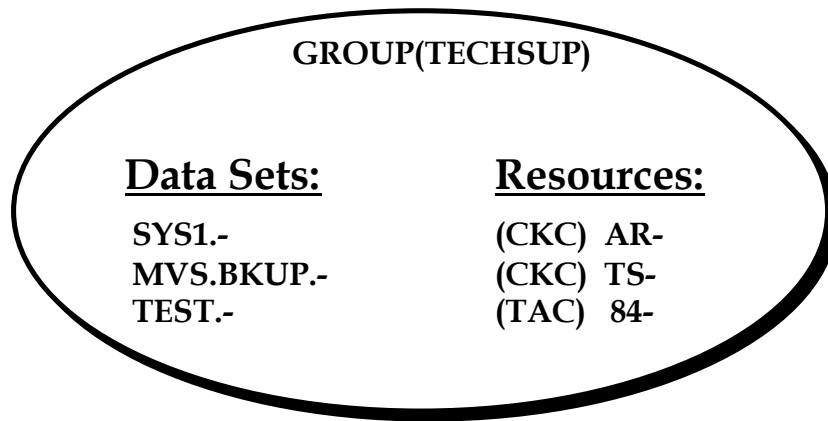 GROUP(TECHSUP)
Data Sets:
SYS1.-
MVS.BKUP.-
TEST.-
Resources:
(CKC) AR-
(CKC) TS-
(TAC) 84-